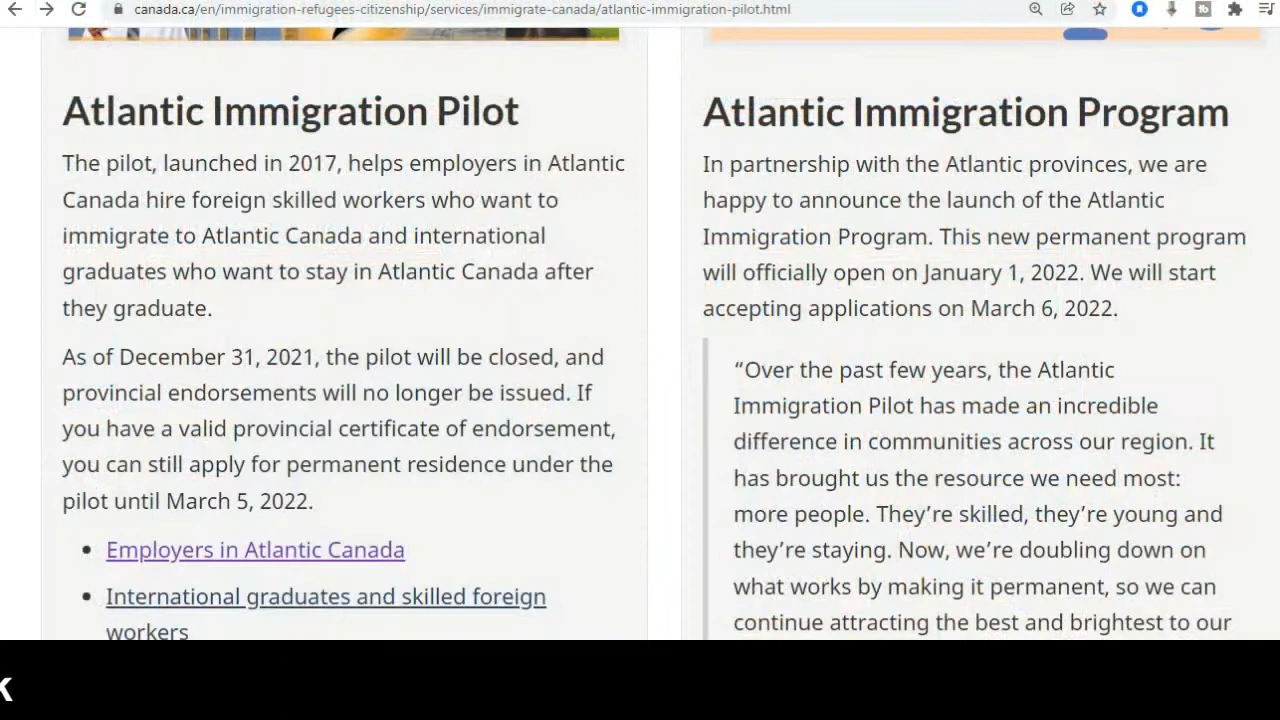 canada.ca/en/immigration-refugees-citizenship/services/immigrate-canada/atlantic-immigration-pilot.html
Atlantic Immigration Pilot
The pilot, launched in 2017, helps employers in Atlantic
Canada hire foreign skilled workers who want to
immigrate to Atlantic Canada and international
graduates who want to stay in Atlantic Canada after
they graduate.
As of December 31, 2021, the pilot will be closed, and
provincial endorsements will no longer be issued. If
you have a valid provincial certificate of endorsement,
you can still apply for permanent residence under the
pilot until March 5, 2022.
• Employers in Atlantic Canada
• International graduates and skilled foreign
workers
Atlantic Immigration Program
In partnership with the Atlantic provinces, we are
happy to announce the launch of the Atlantic
Immigration Program. This new permanent program
will officially open on January 1, 2022. We will start
accepting applications on March 6, 2022.
“Over the past few years, the Atlantic
Immigration Pilot has made an incredible
difference in communities across our region. It
has brought us the resource we need most:
more people. They’re skilled, they’re young and
they’re staying. Now, we’re doubling down on
what works by making it permanent, so we can
continue attracting the best and brightest to our
k